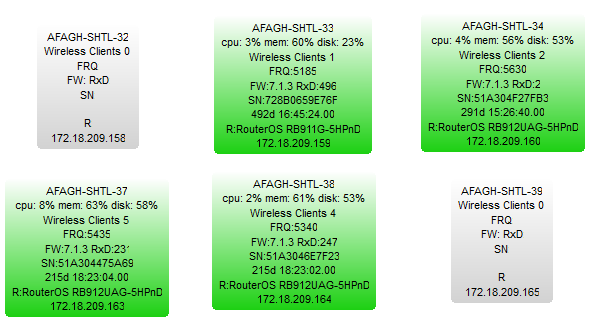 AFAGH-SHTL-32
Wireless Clients 0
FRQ
FW: RxD
SN
R
172.18.209.158
AFAGH-SHTL-33
cpu: 3% mem: 60% disk: 23%
Wireless Clients 1
FRQ:5185
FW:7.1.3 RxD:496
SN:728B0659E76F
492d 16:45:24.00
R:RouterOS RB911G-5HPnD
172.18.209.159
AFAGH-SHTL-34
cpu: 4% mem: 56% disk: 53%
Wireless Clients 2
FRQ:5630
FW:7.1.3 RxD:2
SN:51A304F27FB3
291d 15:26:40.00
R:RouterOS RB912UAG-5HPnD
172.18.209.160
AFAGH-SHTL-37
cpu: 8% mem: 63% disk: 58%
Wireless Clients 5
FRQ:5435
FW:7.1.3 RxD:231
SN:51A304475A69
215d 18:23:04.00
R:RouterOS RB912UAG-5HPnD
172.18.209.163
AFAGH-SHTL-38
cpu: 2% mem: 61% disk: 53%
Wireless Clients 4
FRQ:5340
FW:7.1.3 RxD:247
SN:51A3046E7F23
215d 18:23:02.00
R:RouterOS RB912UAG-5HPnD
172.18.209.164
AFAGH-SHTL-39
Wireless Clients 0
FRQ
FW: RxD
SN
R
172.18.209.165